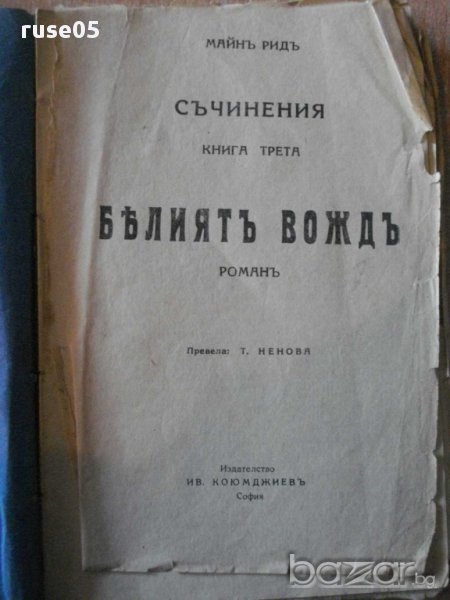 ruse05
МАЙНЪ РИДЪ
СЪЧИНЕНИЯ
КНИГА ТРЕТА
БѢЛИЯТЪ ВОЖДЪ
РОМАНЪ
Превела: Т. НЕНОВА
Издателство
ИВ. КОЮМДЖИЕВЪ
София
bazar.bg